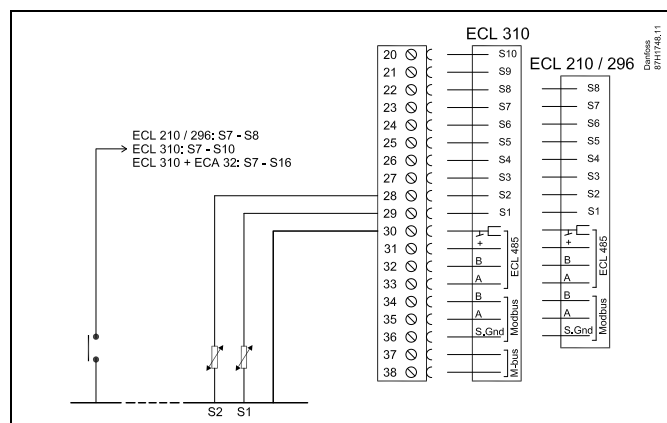 ECL 310
Danfoss
87H1748.11
ECL 210 / 296
20 S10
21 S9
22 S8 S8
23 S7 S7
24 S6 S6
25 S5 S5
26 S4 S4
27 S3 S3
28 S2 S2
29 S1 S1
30
31 + +
32 B B
33 A A
ECL 485
ECL 485
34 B B
35 A A
36 S.Gnd S.Gnd
Modbus
Modbus
37
38
M-bus
ECL 210 / 296: S7 - S8
ECL 310: S7 - S10
ECL 310 + ECA 32: S7 - S16
S2 S1